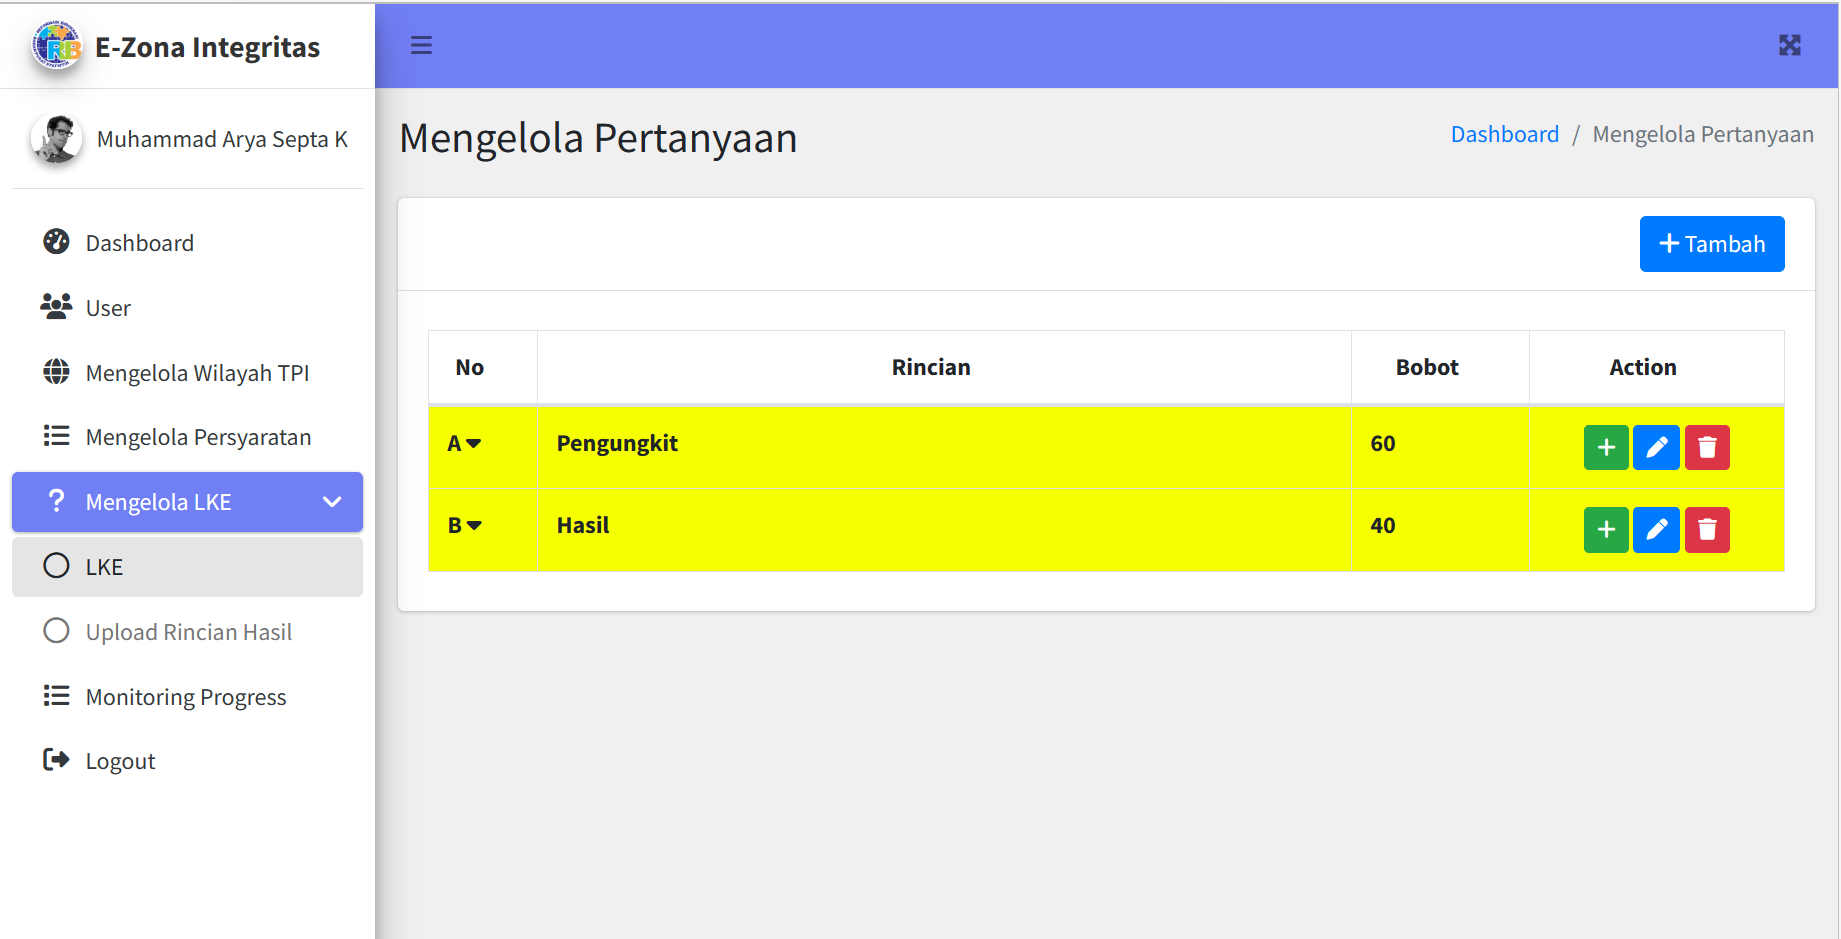 E-Zona Integritas
Muhammad Arya Septa K
Dashboard
User
Mengelola Wilayah TPI
Mengelola Persyaratan
Mengelola LKE
LKE
Upload Rincian Hasil
Monitoring Progress
Logout
Mengelola Pertanyaan
Dashboard / Mengelola Pertanyaan
Tambah
No Rincian Bobot Action
A Pengungkit 60
B Hasil 40